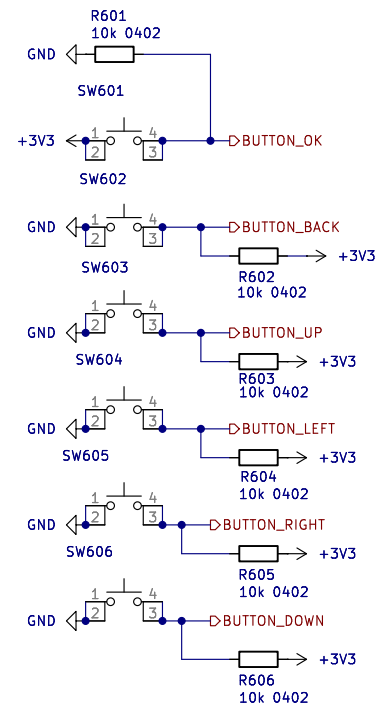 R601
10k 0402
GND
SW601
+3V3 1 4 BUTTON_OK
2 3
SW602
1 4
GND BUTTON_BACK
2 3
+3V3
SW603 R602
10k 0402
1 4
GND 2 3 BUTTON_UP
+3V3
SW604 R603
10k 0402
1 4
GND 2 3 BUTTON_LEFT
SW605 +3V3
R604
10k 0402
1 4
GND 2 3 BUTTON_RIGHT
SW606 +3V3
R605
10k 0402
1 4
GND 2 3 BUTTON_DOWN
+3V3
R606
10k 0402